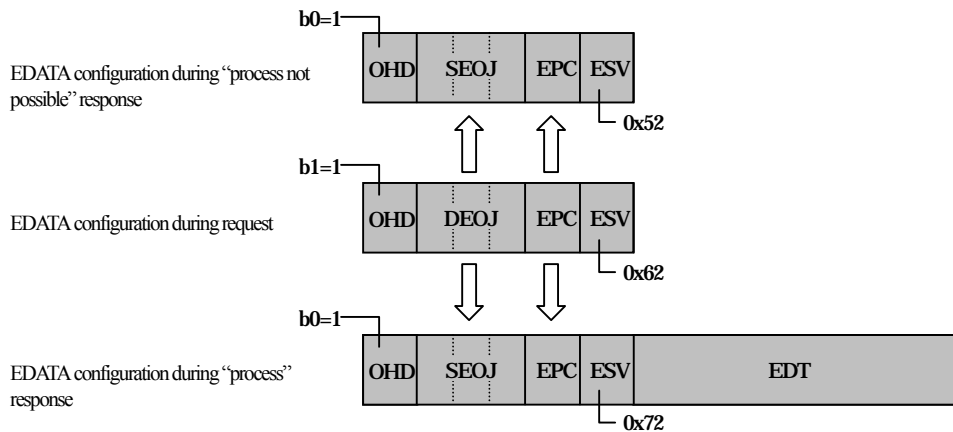 b0=1
OHD SEOJ EPC ESV
EDATA configuration during “process not
possible” response
0x52
b1=1
OHD DEOJ EPC ESV
EDATA configuration during request
0x62
b0=1
OHD SEOJ EPC ESV EDT
EDATA configuration during “process”
response
0x72